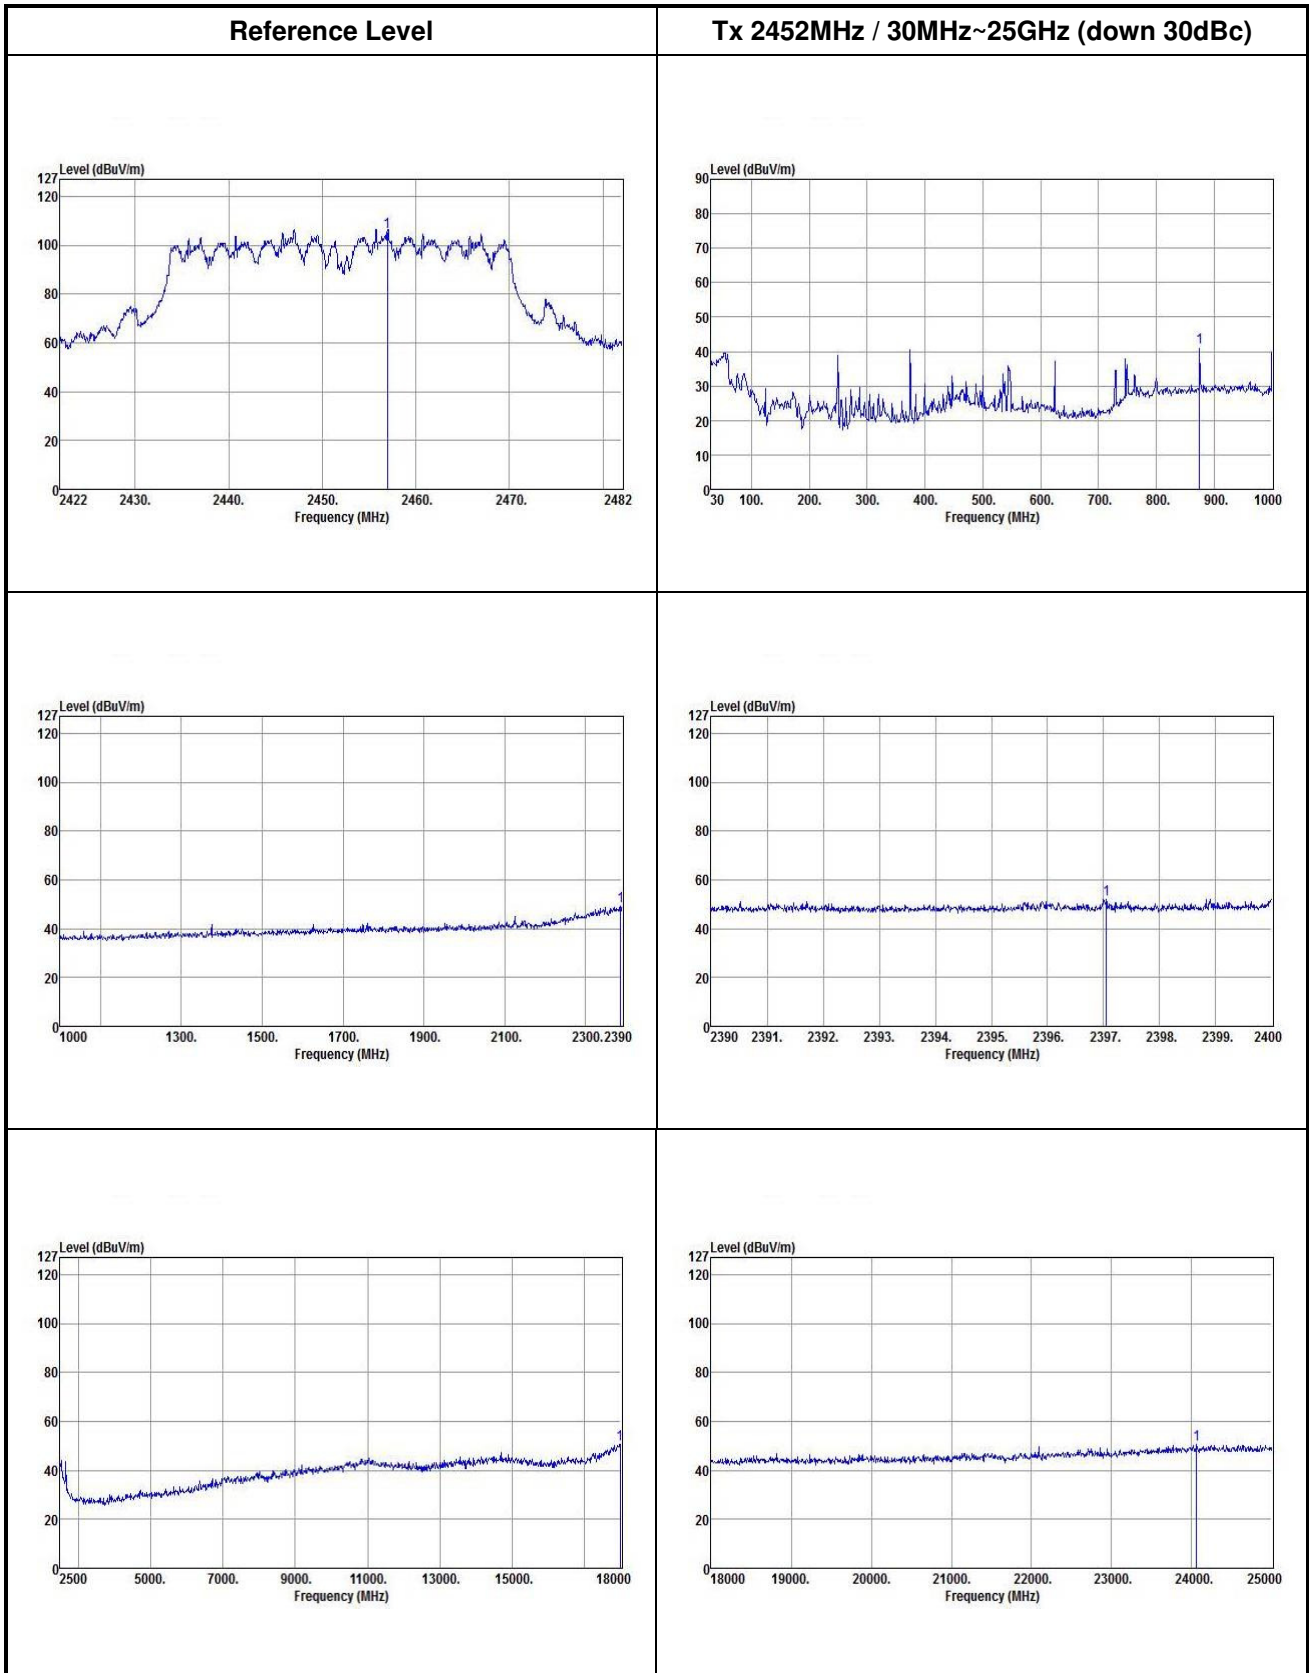 Reference Level
Tx 2452MHz / 30MHz~25GHz (down 30dBc)
Level (dBuV/m)
127
120
100
80
60
40
20
0
1
2422 2430. 2440. 2450. 2460. 2470. 2482
Frequency (MHz)
Level (dBuV/m)
90
80
70
60
50
40
30
20
10
0
1
30 100. 200. 300. 400. 500. 600. 700. 800. 900. 1000
Frequency (MHz)
Level (dBuV/m)
127
120
100
80
60
40
20
0
1
1000 1300. 1500. 1700. 1900. 2100. 2300. 2390
Frequency (MHz)
Level (dBuV/m)
127
120
100
80
60
40
20
0
1
2390 2391. 2392. 2393. 2394. 2395. 2396. 2397. 2398. 2399. 2400
Frequency (MHz)
Level (dBuV/m)
127
120
100
80
60
40
20
0
1
2500 5000. 7000. 9000. 11000. 13000. 15000. 18000
Frequency (MHz)
Level (dBuV/m)
127
120
100
80
60
40
20
0
1
18000 19000. 20000. 21000. 22000. 23000. 24000. 25000
Frequency (MHz)